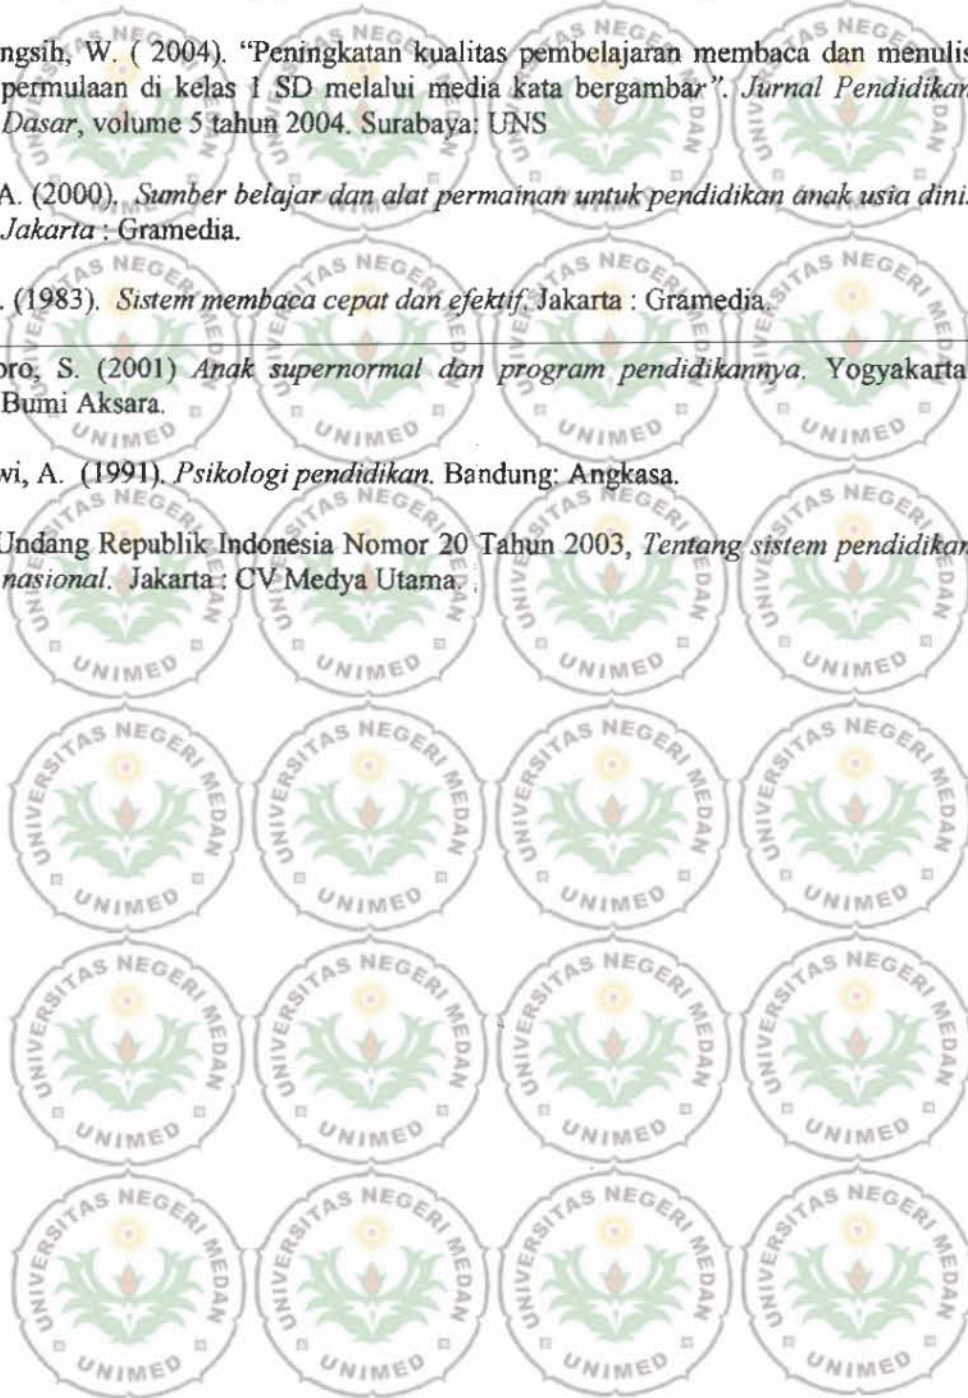 ngsih, W. ( 2004). “Peningkatan kualitas pembelajaran membaca dan menulis
permulaan di kelas 1 SD melalui media kata bergambar”. Jurnal Pendidikan
Dasar, volume 5 tahun 2004. Surabaya: UNS
A. (2000). Sumber belajar dan alat permainan untuk pendidikan anak usia dini.
Jakarta : Gramedia.
. (1983). Sistem membaca cepat dan efektif. Jakarta : Gramedia.
oro, S. (2001) Anak supernormal dan program pendidikannya. Yogyakarta
Bumi Aksara.
wi, A. (1991). Psikologi pendidikan. Bandung: Angkasa.
Undang Republik Indonesia Nomor 20 Tahun 2003, Tentang sistem pendidikan
nasional. Jakarta : CV Medya Utama.
UNIVERSITAS NEGERI MEDAN
UNIMED